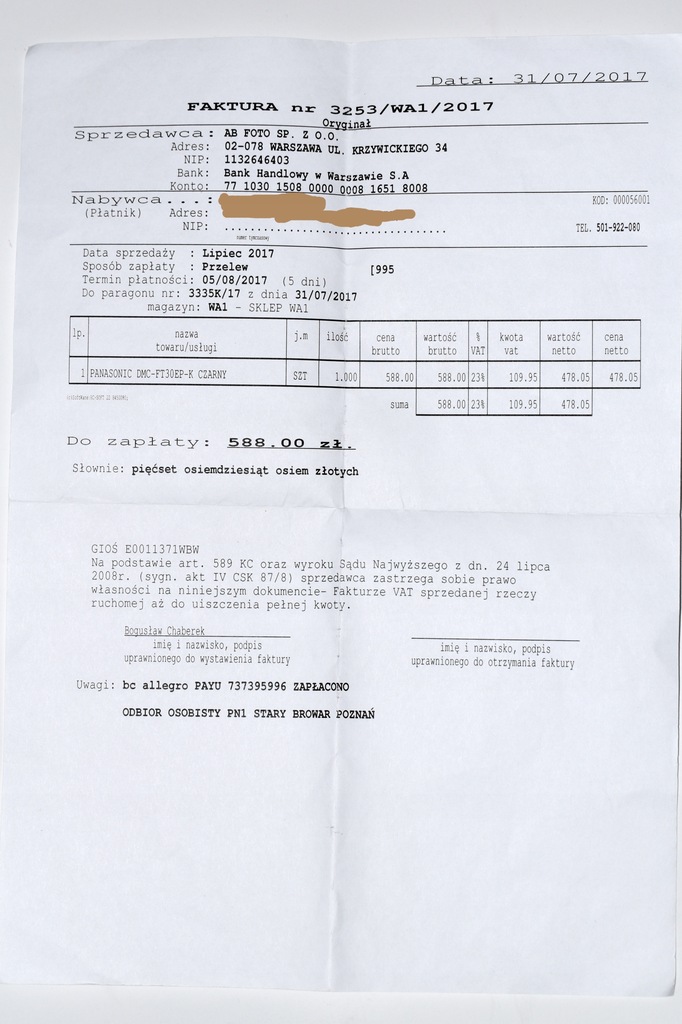 Data: 31/07/2017
FAKTURA nr 3253/WA1/2017
Oryginał
Sprzedawca: AB FOTO SP. Z O.O.
Adres: 02-078 WARSZAWA UL. KRZYWICKIEGO 34
NIP: 1132646403
Bank: Bank Handlowy w Warszawie S.A
Konto: 77 1030 1508 0000 0008 1651 8008
Nabywca...: KOD: 000056001
(Płatnik) Adres:
NIP: ...................................... TEL. 501-922-080
Data sprzedaży : Lipiec 2017
Sposób zapłaty : Przelew [995
Termin płatności: 05/08/2017 (5 dni)
Do paragonu nr: 3335K/17 z dnia 31/07/2017
magazyn: WA1 - SKLEP WA1
lp. nazwa towaru/usługi j.m ilość cena brutto wartość brutto % VAT kwota vat wartość netto cena netto
1 PANASONIC DMC-FT30EP-K CZARNY SZT 1.000 588.00 588.00 23% 109.95 478.05 478.05
suma 588.00 23% 109.95 478.05
Do zapłaty: 588.00 zł.
Słownie: pięćset osiemdziesiąt osiem złotych
GIOŚ E0011371WBW
Na podstawie art. 589 KC oraz wyroku Sądu Najwyższego z dn. 24 lipca
2008r. (sygn. akt IV CSK 87/8) sprzedawca zastrzega sobie prawo
własności na niniejszym dokumencie- Fakturze VAT sprzedanej rzeczy
ruchomej aż do uiszczenia pełnej kwoty.
Bogusław Chaberek
imię i nazwisko, podpis imię i nazwisko, podpis
uprawnionego do wystawienia faktury uprawnionego do otrzymania faktury
Uwagi: bc allegro PAYU 737395996 ZAPŁACONO
ODBIOR OSOBISTY PN1 STARY BROWAR POZNAŃ